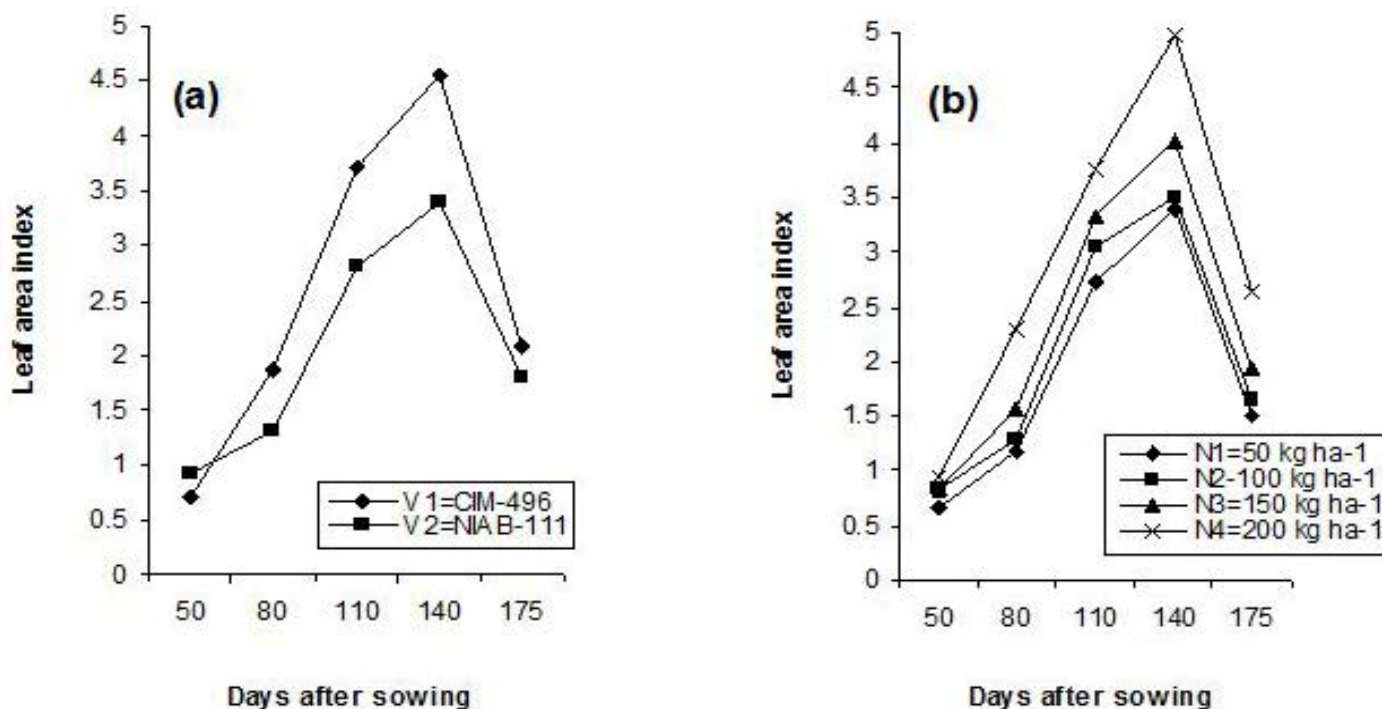 (a)
Leaf area index
5
4.5
4
3.5
3
2.5
2
1.5
1
0.5
0
50 80 110 140 175
Days after sowing
V1=CIM-496
V2=NIAB-111
(b)
Leaf area index
5
4.5
4
3.5
3
2.5
2
1.5
1
0.5
0
50 80 110 140 175
Days after sowing
N1=50 kg ha-1
N2-100 kg ha-1
N3=150 kg ha-1
N4=200 kg ha-1